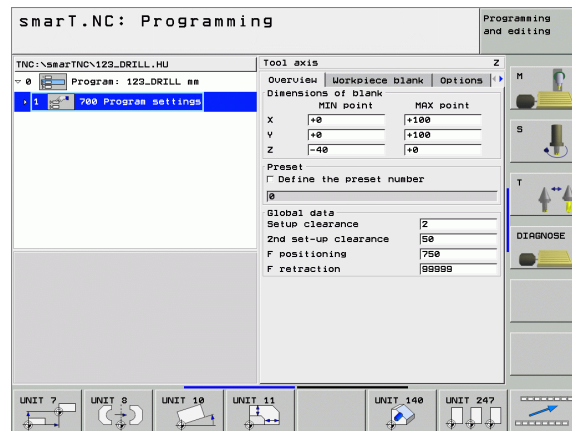 smarT.NC: Programming
Programming
and editing
TNC:\smarTNC\123_DRILL.HU
0 Program: 123_DRILL mm
1 700 Program settings
Tool axis Z
Overview Workpiece blank Options
Dimensions of blank
MIN point MAX point
X +0 +100
Y +0 +100
Z -40 +0
Preset
Define the preset number
0
Global data
Setup clearance 2
2nd set-up clearance 50
F positioning 750
F retraction 99999
M
S
T
DIAGNOSE
UNIT 7 UNIT 8 UNIT 10 UNIT 11 UNIT 140 UNIT 247